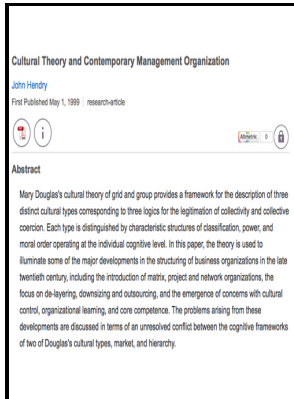 Cultural Theory and Contemporary Management Organization
John Hendry
First Published May 1, 1999 | research-article
i
Altmetric 0
Abstract
Mary Douglas's cultural theory of grid and group provides a framework for the description of three
distinct cultural types corresponding to three logics for the legitimation of collectivity and collective
coercion. Each type is distinguished by characteristic structures of classification, power, and
moral order operating at the individual cognitive level. In this paper, the theory is used to
illuminate some of the major developments in the structuring of business organizations in the late
twentieth century, including the introduction of matrix, project and network organizations, the
focus on de-layering, downsizing and outsourcing, and the emergence of concerns with cultural
control, organizational learning, and core competence. The problems arising from these
developments are discussed in terms of an unresolved conflict between the cognitive frameworks
of two of Douglas's cultural types, market, and hierarchy.